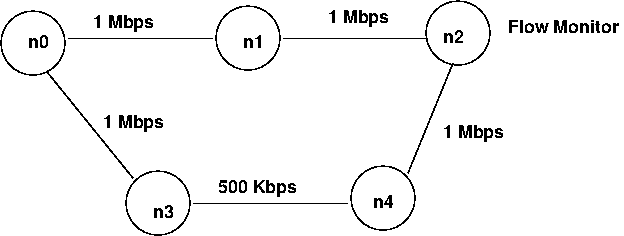 1 Mbps
1 Mbps
Flow Monitor
n0
n1
n2
1 Mbps
1 Mbps
500 Kbps
n3
n4